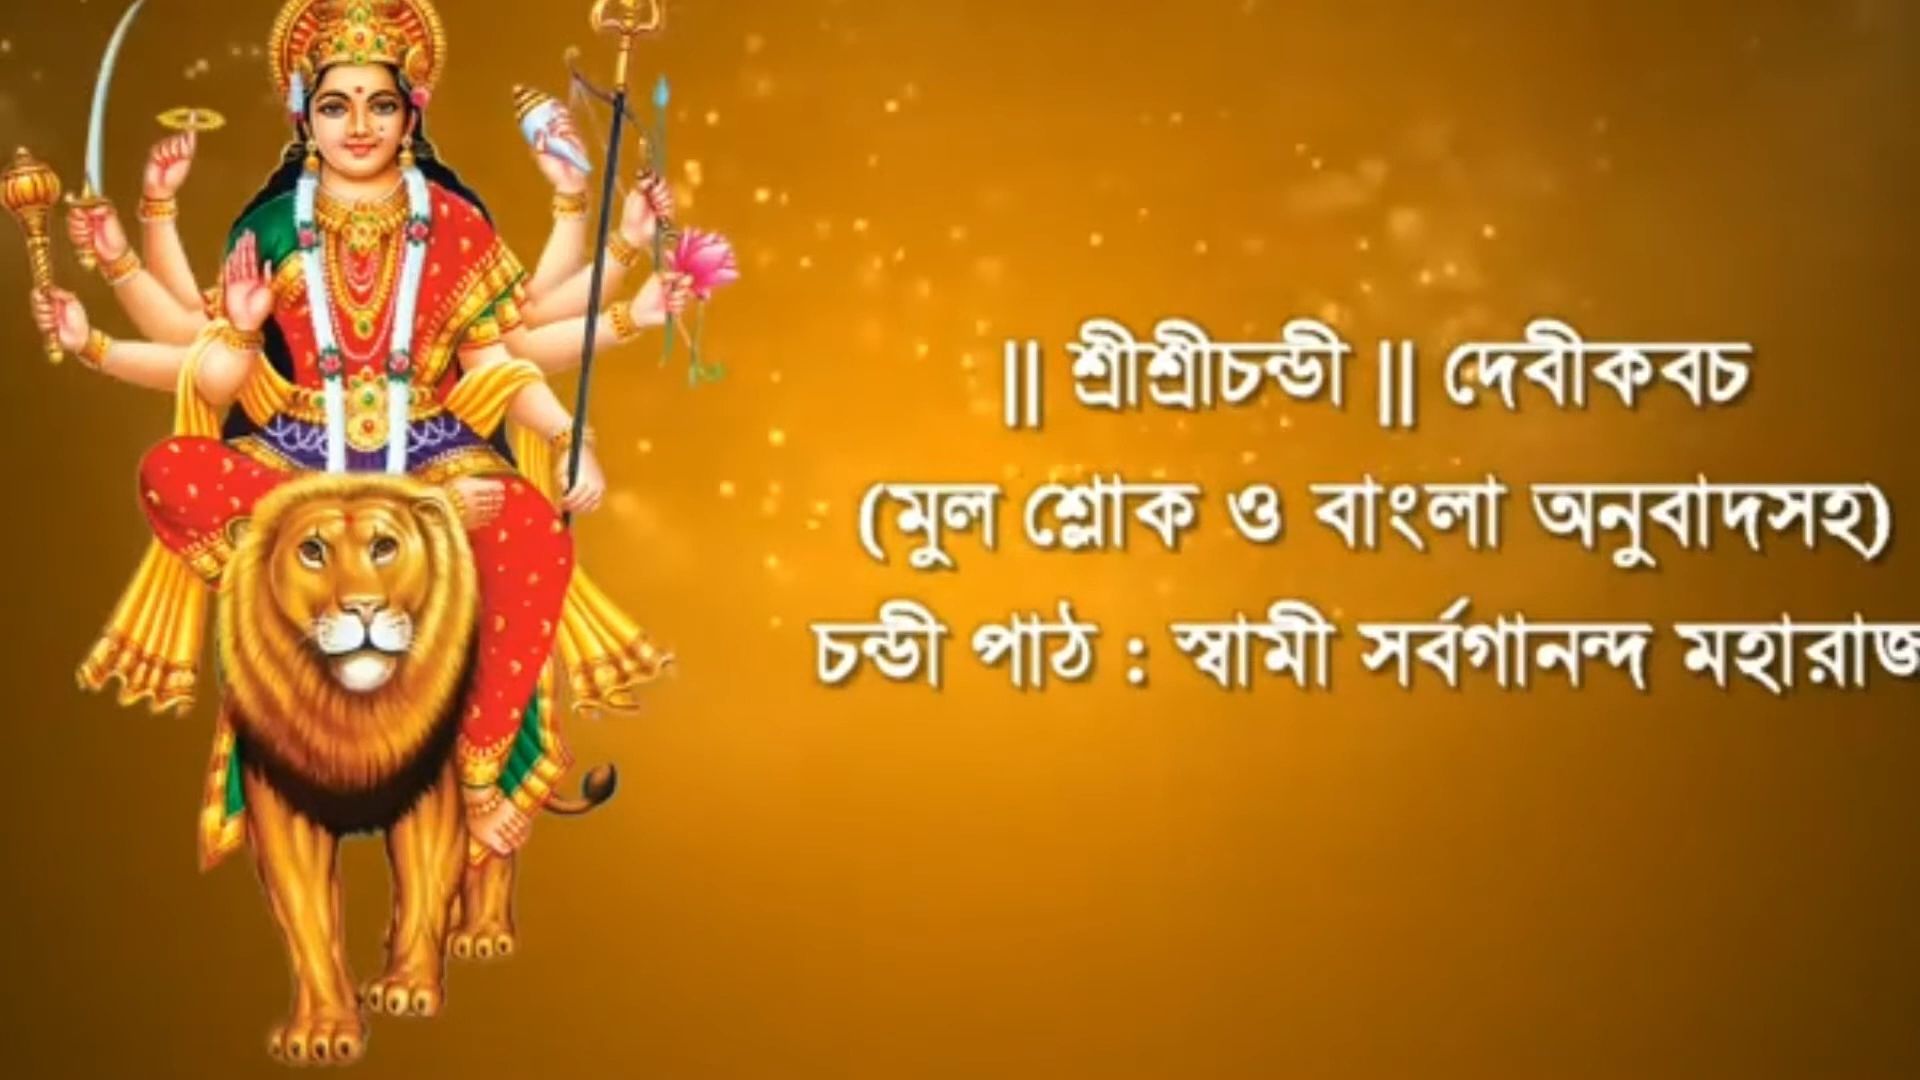 || শ্রীশ্রীচন্ডী || দেবীকবচ
(মুল শ্লোক ও বাংলা অনুবাদসহ)
চন্ডী পাঠ : স্বামী সর্বগানন্দ মহারাজ